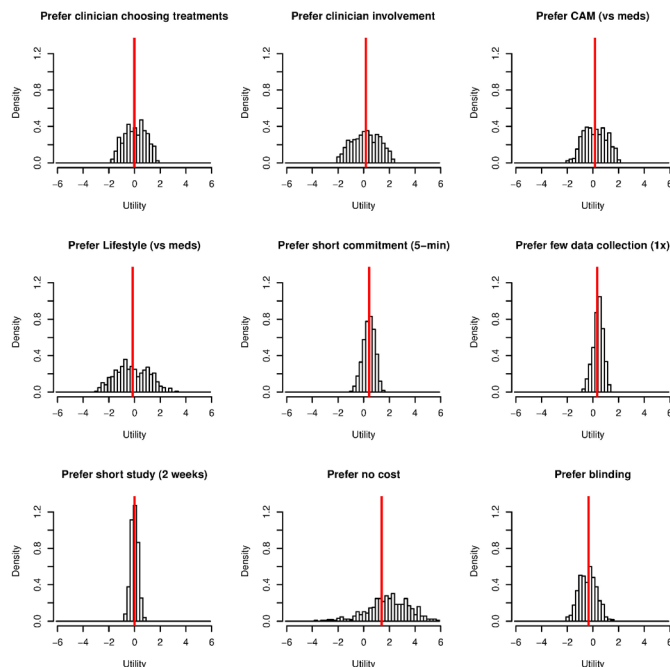 Prefer clinician choosing treatments
Density
0.0 0.4 0.8 1.2
−6 −4 −2 0 2 4 6
Utility
Prefer clinician involvement
Density
0.0 0.4 0.8 1.2
−6 −4 −2 0 2 4 6
Utility
Prefer CAM (vs meds)
Density
0.0 0.4 0.8 1.2
−6 −4 −2 0 2 4 6
Utility
Prefer Lifestyle (vs meds)
Density
0.0 0.4 0.8 1.2
−6 −4 −2 0 2 4 6
Utility
Prefer short commitment (5−min)
Density
0.0 0.4 0.8 1.2
−6 −4 −2 0 2 4 6
Utility
Prefer few data collection (1x)
Density
0.0 0.4 0.8 1.2
−6 −4 −2 0 2 4 6
Utility
Prefer short study (2 weeks)
Density
0.0 0.4 0.8 1.2
−6 −4 −2 0 2 4 6
Utility
Prefer no cost
Density
0.0 0.4 0.8 1.2
−6 −4 −2 0 2 4 6
Utility
Prefer blinding
Density
0.0 0.4 0.8 1.2
−6 −4 −2 0 2 4 6
Utility